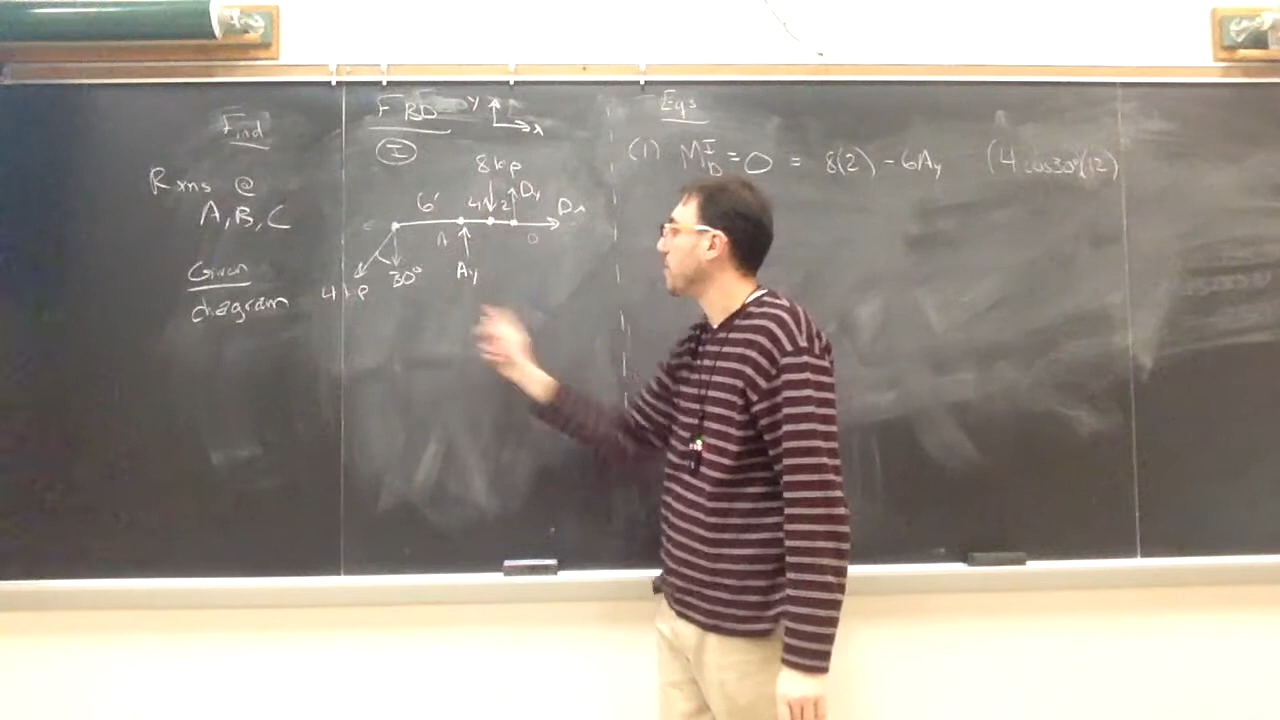 Find
Rxns @
A, B, C
Given
diagram
FBD
Y
x
I
8 kip
6' 4' 2' Dy Dx
A D
Ay
30°
4 kip
Eqs
(1) M_D^I = 0 = 8(2) - 6Ay (4 cos30°)(12)